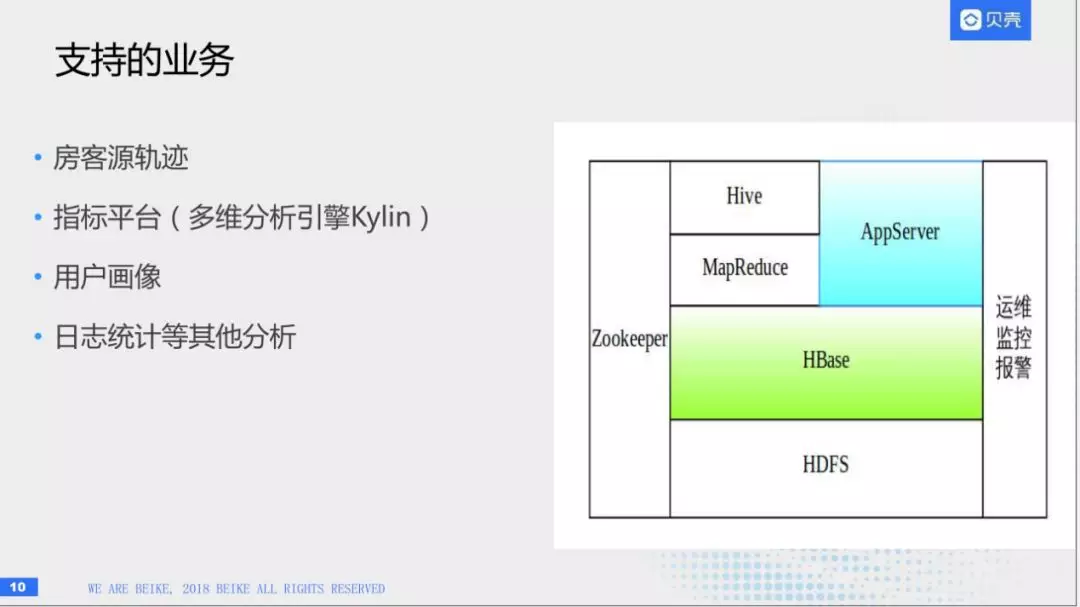 贝壳
支持的业务
• 房客源轨迹
• 指标平台（多维分析引擎Kylin）
• 用户画像
• 日志统计等其他分析
Hive
AppServer
MapReduce
Zookeeper
HBase
运维
监控
报警
HDFS
10
WE ARE BEIKE, 2018 BEIKE ALL RIGHTS RESERVED